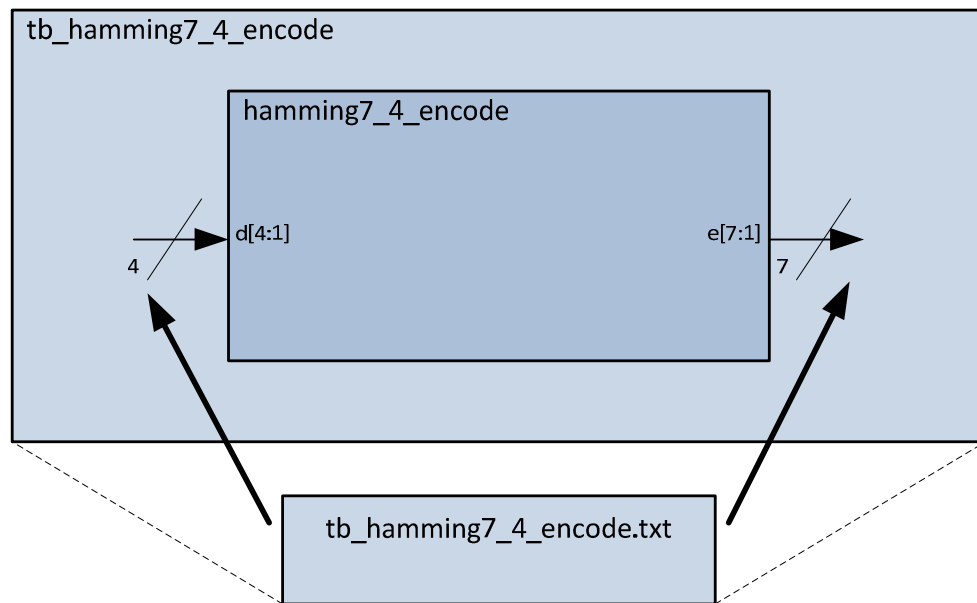 tb_hamming7_4_encode
hamming7_4_encode
d[4:1]
e[7:1]
4
7
tb_hamming7_4_encode.txt